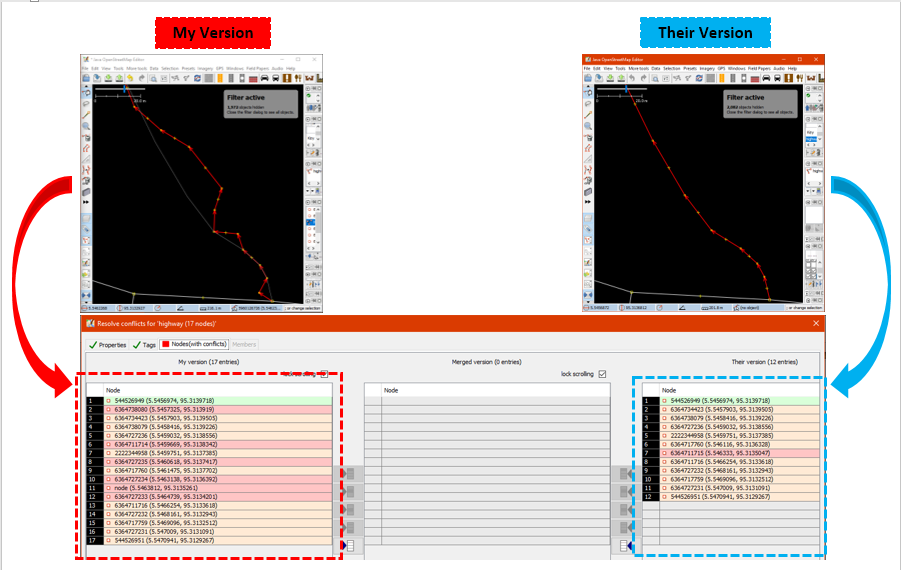 My Version
Their Version
* Java OpenStreetMap Editor
File Edit View Tools More tools Data Selection Presets Imagery GPS Windows Field Papers Audio Help
Filter active
objects hidden
Close the filter dialog to see all objects.
or change selection
Java OpenStreetMap Editor
File Edit View Tools More tools Data Selection Presets Imagery GPS Windows Field Papers Audio Help
Filter active
objects hidden
Close the filter dialog to see all objects.
(no object)
or change selection
Resolve conflicts for 'highway (17 nodes)'
Properties Tags Nodes(with conflicts) Members
My version (17 entries) Merged version (0 entries) Their version (12 entries)
lock scrolling lock scrolling
Node
1 544526949 (5.5456974, 95.3139718)
2 6364738080 (5.5457325, 95.313919)
3 6364734423 (5.5457903, 95.3139505)
4 6364738079 (5.5458416, 95.3139226)
5 6364727236 (5.5459032, 95.3138556)
6 6364711714 (5.5459669, 95.3138342)
7 2222344958 (5.5459751, 95.3137385)
8 6364727235 (5.5460618, 95.3137417)
9 6364717760 (5.5461475, 95.3137702)
10 6364727234 (5.5463138, 95.3136392)
11 node (5.5463812, 95.3135261)
12 6364727233 (5.5464739, 95.3134201)
13 6364711716 (5.5466254, 95.3133618)
14 6364727232 (5.5468161, 95.3132943)
15 6364717759 (5.5469096, 95.3132512)
16 6364727231 (5.547009, 95.3131091)
17 544526951 (5.5470941, 95.3129267)
Node
Node
1 544526949 (5.5456974, 95.3139718)
2 6364734423 (5.5457903, 95.3139505)
3 6364738079 (5.5458416, 95.3139226)
4 6364727236 (5.5459032, 95.3138556)
5 2222344958 (5.5459751, 95.3137385)
6 6364717760 (5.546116, 95.3136328)
7 6364711715 (5.546333, 95.3135047)
8 6364711716 (5.5466254, 95.3133618)
9 6364727232 (5.5468161, 95.3132943)
10 6364717759 (5.5469096, 95.3132512)
11 6364727231 (5.547009, 95.3131091)
12 544526951 (5.5470941, 95.3129267)